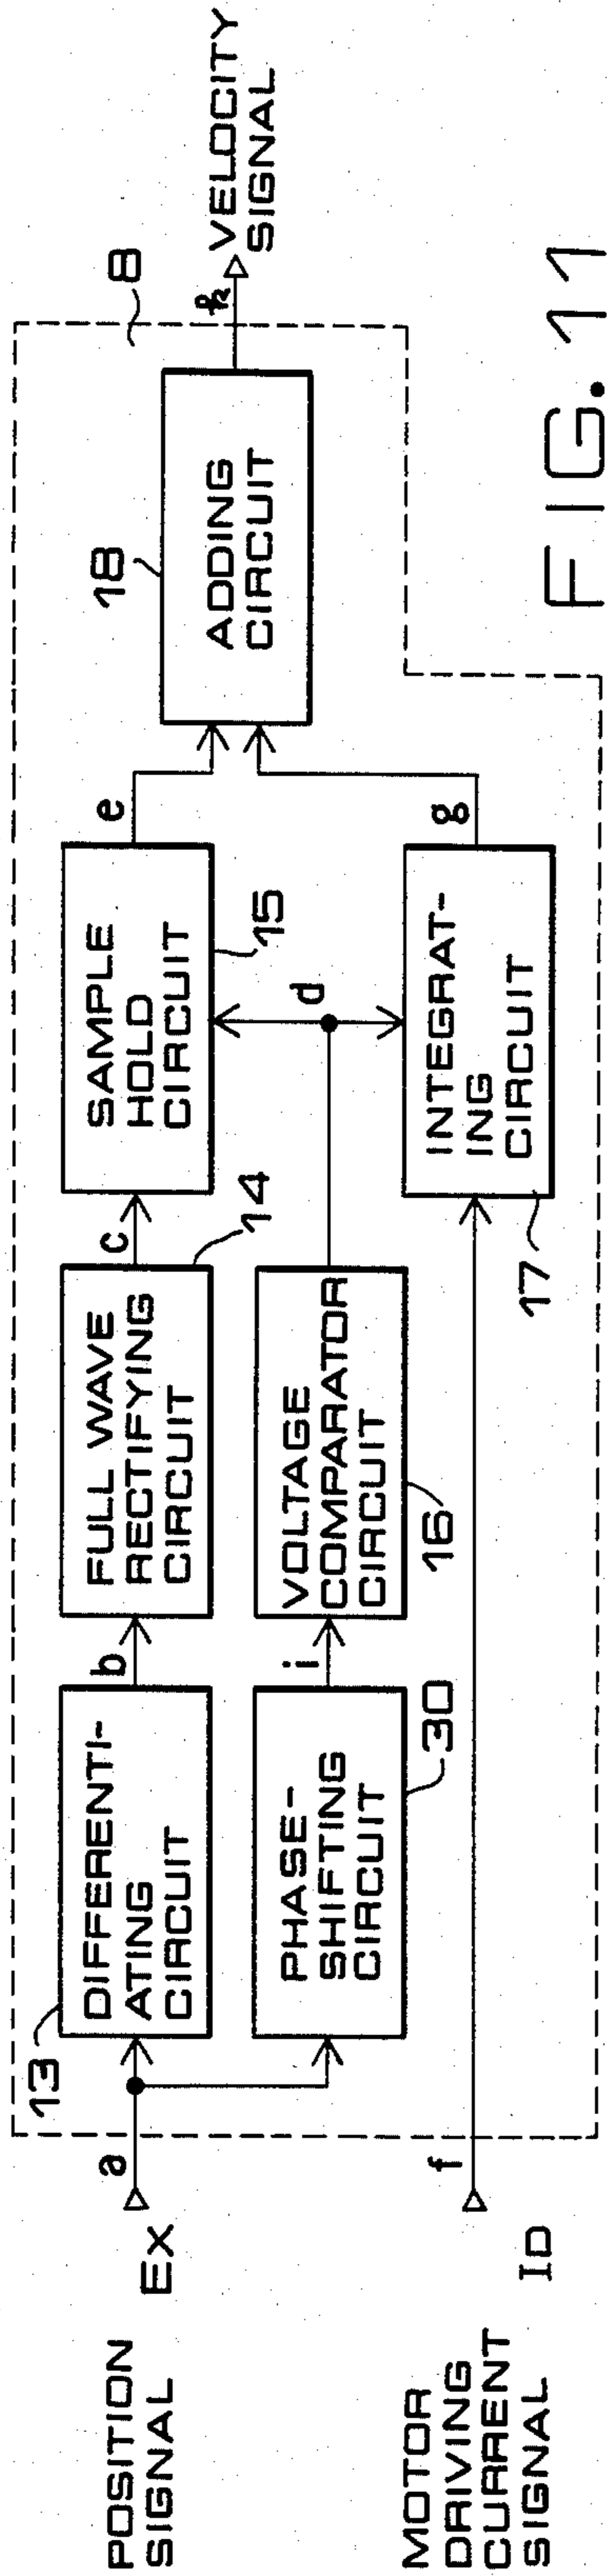 POSITION
SIGNAL
EX
a
13
DIFFERENTI-
ATING
CIRCUIT
b
FULL WAVE
RECTIFYING
CIRCUIT
14
c
SAMPLE
HOLD
CIRCUIT
15
e
PHASE-
SHIFTING
CIRCUIT
30
i
VOLTAGE
COMPARATOR
CIRCUIT
16
d
MOTOR
DRIVING
CURRENT
SIGNAL
ID
f
INTEGRAT-
ING
CIRCUIT
17
g
18
ADDING
CIRCUIT
8
VELOCITY
SIGNAL
FIG. 11